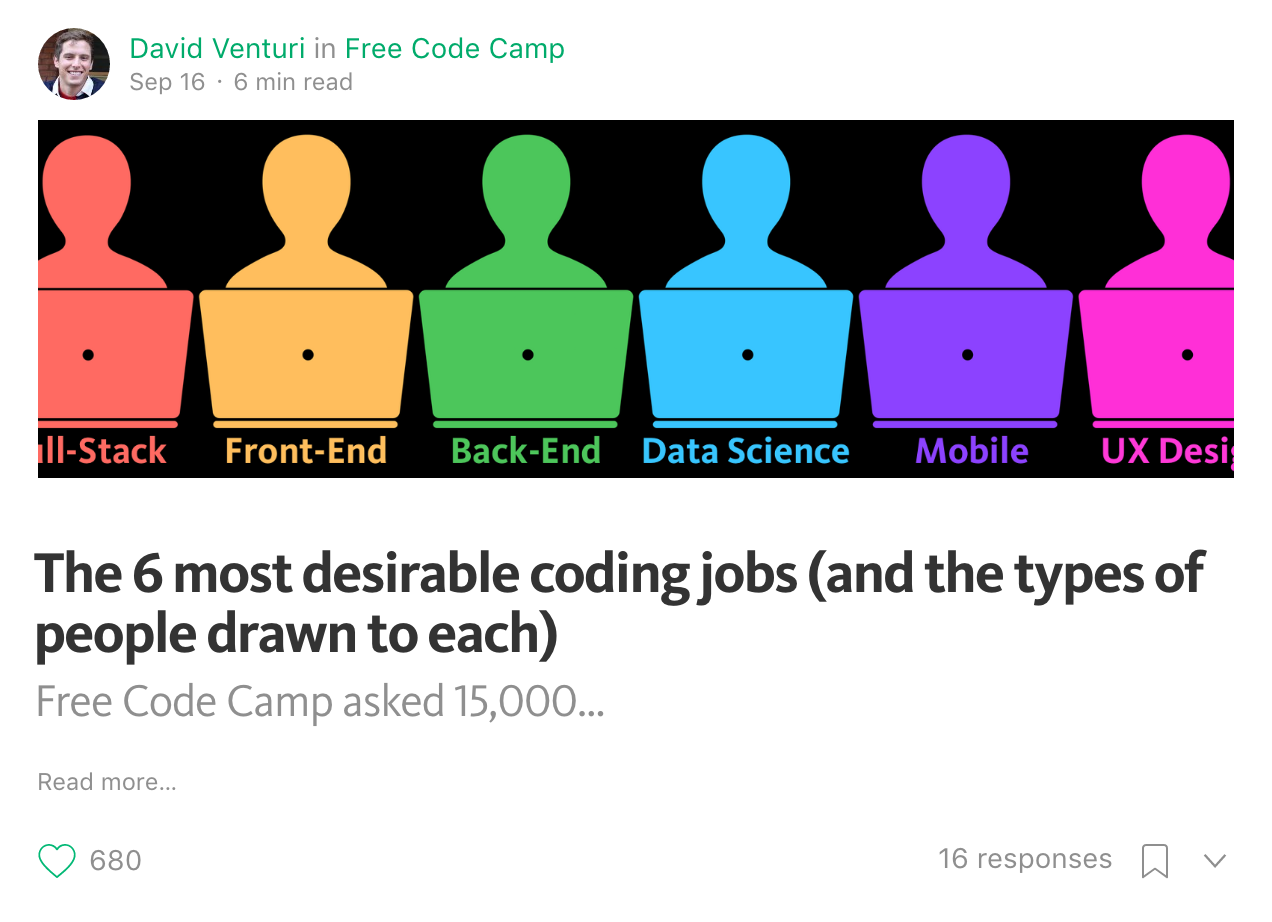 David Venturi in Free Code Camp
Sep 16 · 6 min read
ll-Stack Front-End Back-End Data Science Mobile UX Desig
The 6 most desirable coding jobs (and the types of
people drawn to each)
Free Code Camp asked 15,000...
Read more...
680 16 responses